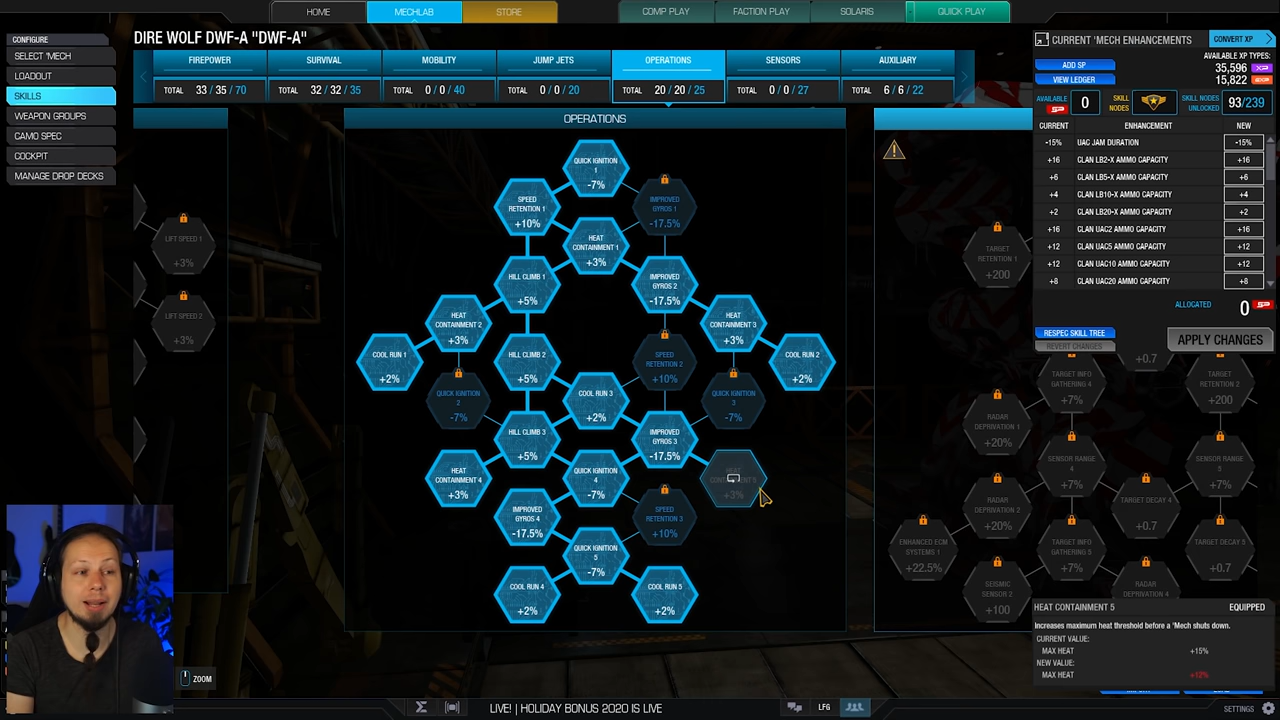 HOME
MECHLAB
STORE
COMP PLAY
FACTION PLAY
SOLARIS
QUICK PLAY
CONFIGURE
SELECT 'MECH
LOADOUT
SKILLS
WEAPON GROUPS
CAMO SPEC
COCKPIT
MANAGE DROP DECKS
DIRE WOLF DWF-A "DWF-A"
FIREPOWER
TOTAL 33 / 35 / 70
SURVIVAL
TOTAL 32 / 32 / 35
MOBILITY
TOTAL 0 / 0 / 40
JUMP JETS
TOTAL 0 / 0 / 20
OPERATIONS
TOTAL 20 / 20 / 25
SENSORS
TOTAL 0 / 0 / 27
AUXILIARY
TOTAL 6 / 6 / 22
LIFT SPEED 1
+3%
LIFT SPEED 2
+3%
OPERATIONS
QUICK IGNITION
1
-7%
SPEED
RETENTION 1
+10%
IMPROVED
GYROS 1
-17.5%
HEAT
CONTAINMENT 1
+3%
HILL CLIMB 1
+5%
IMPROVED
GYROS 2
-17.5%
HEAT
CONTAINMENT 2
+3%
HEAT
CONTAINMENT 3
+3%
COOL RUN 1
+2%
HILL CLIMB 2
+5%
SPEED
RETENTION 2
+10%
COOL RUN 2
+2%
QUICK IGNITION
2
-7%
COOL RUN 3
+2%
QUICK IGNITION
3
-7%
HILL CLIMB 3
+5%
IMPROVED
GYROS 3
-17.5%
HEAT
CONTAINMENT 4
+3%
QUICK IGNITION
4
-7%
HEAT
CONTAINMENT 5
+3%
IMPROVED
GYROS 4
-17.5%
SPEED
RETENTION 3
+10%
QUICK IGNITION
5
-7%
COOL RUN 4
+2%
COOL RUN 5
+2%
CURRENT 'MECH ENHANCEMENTS
CONVERT XP
ADD SP
VIEW LEDGER
AVAILABLE XP TYPES:
35,596 XP
15,822
AVAILABLE SP
0
SKILL NODES
SKILL NODES UNLOCKED
93/239
CURRENT ENHANCEMENT NEW
-15% UAC JAM DURATION -15%
+16 CLAN LB2-X AMMO CAPACITY +16
+6 CLAN LB5-X AMMO CAPACITY +6
+4 CLAN LB10-X AMMO CAPACITY +4
+2 CLAN LB20-X AMMO CAPACITY +2
+16 CLAN UAC2 AMMO CAPACITY +16
+12 CLAN UAC5 AMMO CAPACITY +12
+12 CLAN UAC10 AMMO CAPACITY +12
+8 CLAN UAC20 AMMO CAPACITY +8
ALLOCATED 0 SP
RESPEC SKILL TREE
REVERT CHANGES
APPLY CHANGES
TARGET
RETENTION 1
+200
+0.7
TARGET INFO
GATHERING 4
+7%
TARGET
RETENTION 2
+200
RADAR
DEPRIVATION 1
+20%
SENSOR RANGE
4
+7%
+7%
RADAR
DEPRIVATION 2
+20%
TARGET DECAY 4
+0.7
ENHANCED ECM
SYSTEMS 1
+22.5%
TARGET INFO
GATHERING 5
+7%
TARGET DECAY 5
+0.7
SEISMIC
SENSOR 2
+100
RADAR
DEPRIVATION 4
HEAT CONTAINMENT 5 EQUIPPED
Increases maximum heat threshold before a 'Mech shuts down.
CURRENT VALUE:
MAX HEAT +15%
NEW VALUE:
MAX HEAT +12%
ZOOM
LIVE! | HOLIDAY BONUS 2020 IS LIVE
LFG
SETTINGS